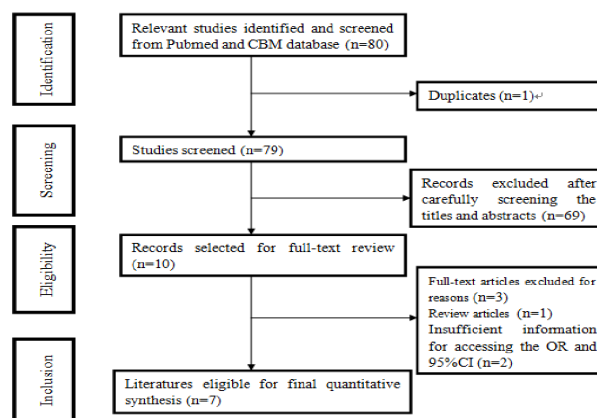 Identification
Relevant studies identified and screened
from Pubmed and CBM database (n=80)
Duplicates (n=1)↵
Screening
Studies screened (n=79)
Records excluded after
carefully screening the
titles and abstracts (n=69)
Eligibility
Records selected for full-text review
(n=10)
Full-text articles excluded for
reasons (n=3)
Review articles (n=1)
Insufficient information
for accessing the OR and
95%CI (n=2)
Inclusion
Literatures eligible for final quantitative
synthesis (n=7)